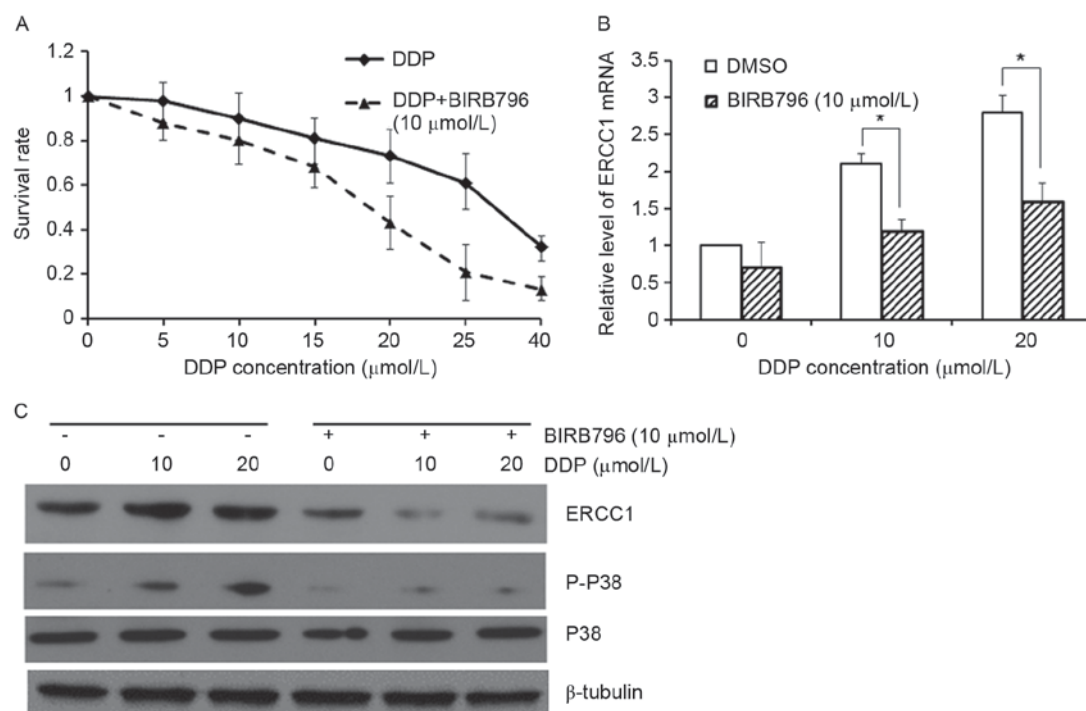 A
1.2
1
0.8
0.6
0.4
0.2
0
Survival rate
DDP
DDP+BIRB796
(10 μmol/L)
0 5 10 15 20 25 40
DDP concentration (μmol/L)
B
3.5
3
2.5
2
1.5
1
0.5
0
Relative level of ERCC1 mRNA
DMSO
BIRB796 (10 μmol/L)
* *
0 10 20
DDP concentration (μmol/L)
C
- - - + + + BIRB796 (10 μmol/L)
0 10 20 0 10 20 DDP (μmol/L)
ERCC1
P-P38
P38
β-tubulin